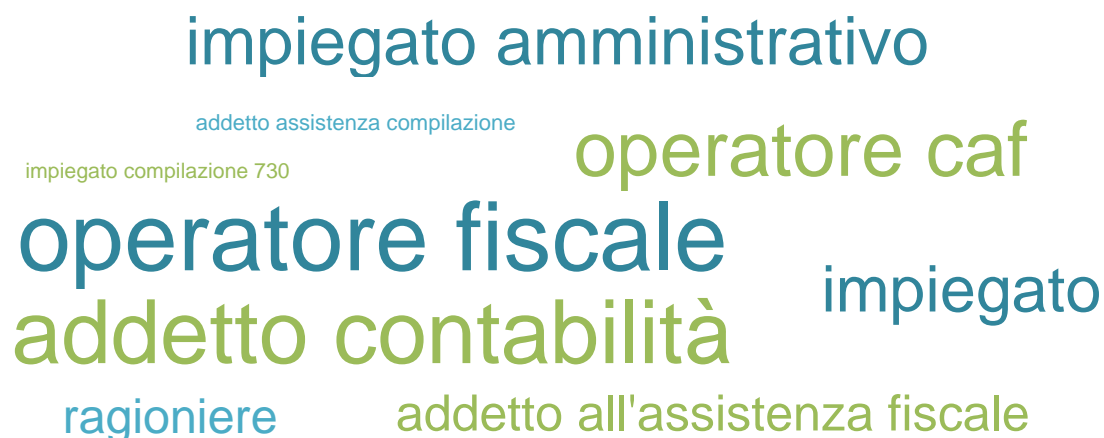 impiegato amministrativo
addetto assistenza compilazione
operatore caf
impiegato compilazione 730
operatore fiscale
impiegato
addetto contabilità
ragioniere
addetto all'assistenza fiscale